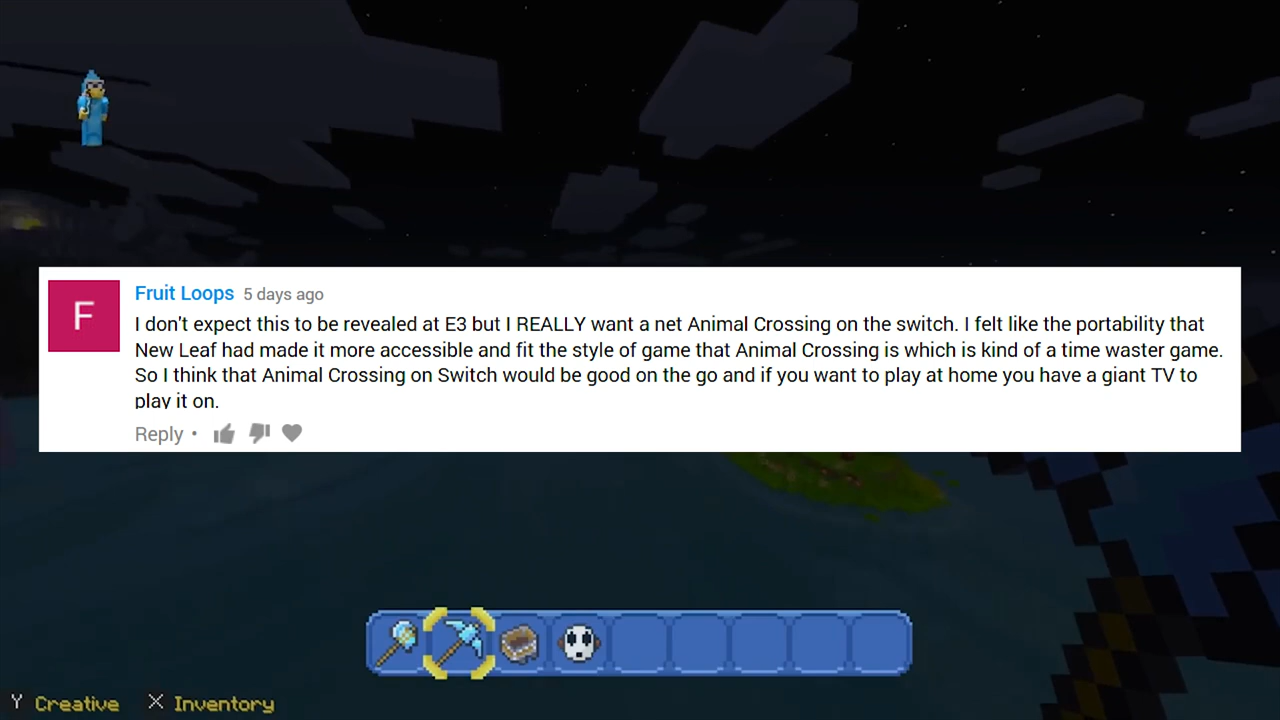 Fruit Loops 5 days ago
I don't expect this to be revealed at E3 but I REALLY want a net Animal Crossing on the switch. I felt like the portability that
New Leaf had made it more accessible and fit the style of game that Animal Crossing is which is kind of a time waster game.
So I think that Animal Crossing on Switch would be good on the go and if you want to play at home you have a giant TV to
play it on.
F
Reply •
Y Creative X Inventory